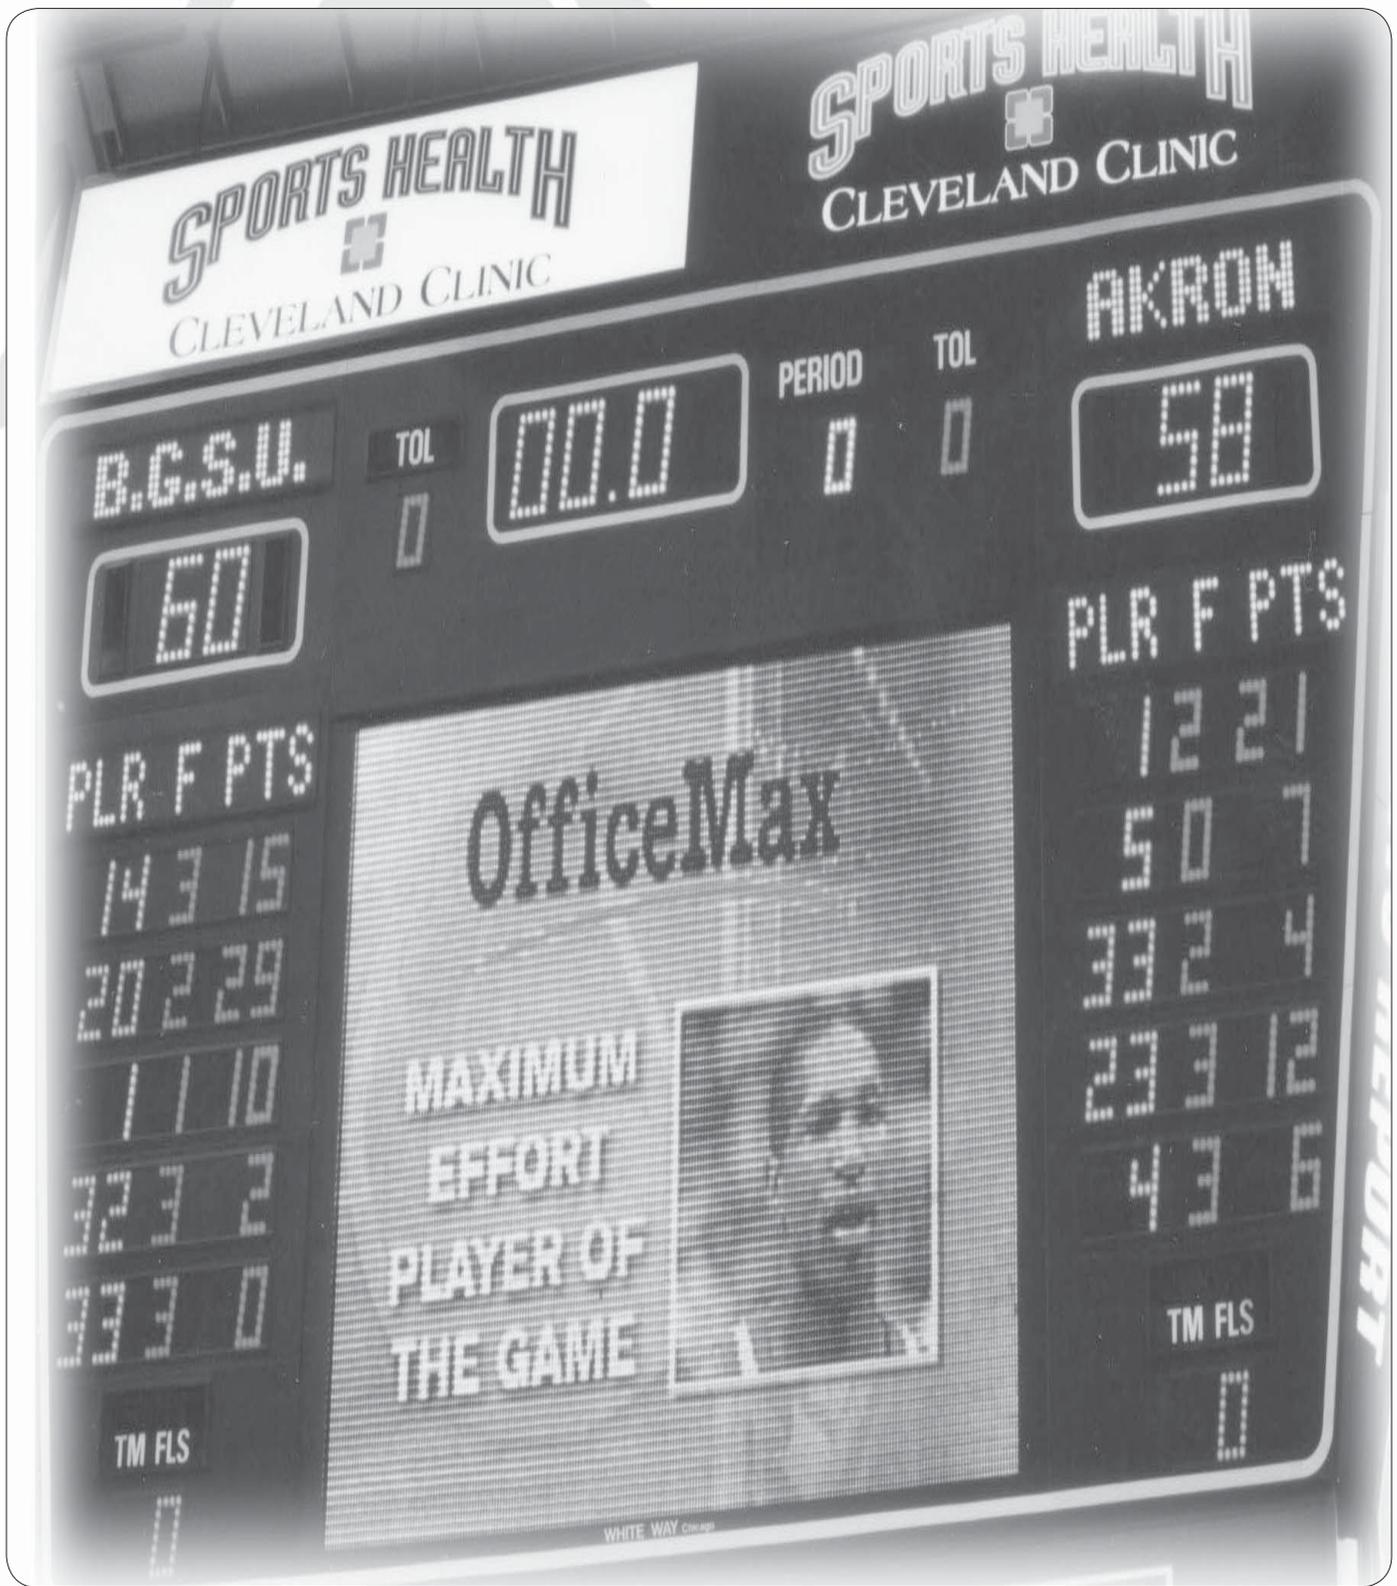 SPORTS HEALTH
CLEVELAND CLINIC
SPORTS HEALTH
CLEVELAND CLINIC
B.G.S.U.
60
TOL
0
00.0
PERIOD
0
TOL
0
AKRON
58
PLR F PTS
14 3 15
20 2 29
1 1 10
32 3 2
33 3 0
TM FLS
0
OfficeMax
MAXIMUM
EFFORT
PLAYER OF
THE GAME
PLR F PTS
1 2 21
5 0 7
33 2 4
23 3 12
4 3 6
TM FLS
0
WHITE WAY Chicago